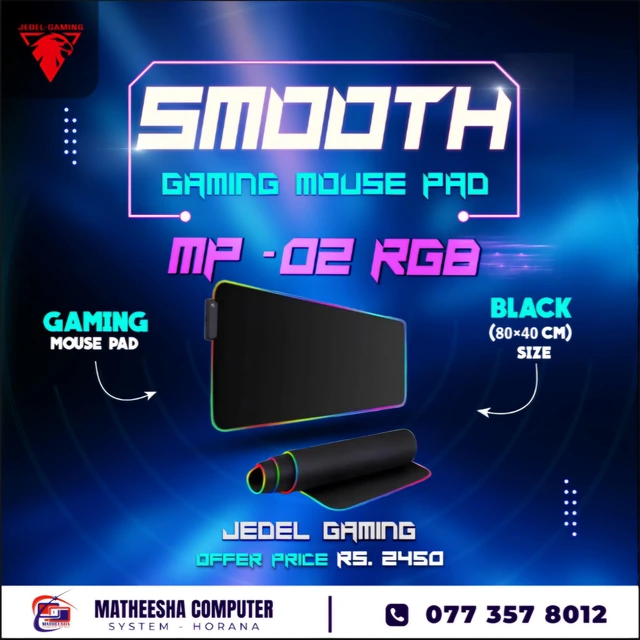 JEDEL-GAMING
SMOOTH
GAMING MOUSE PAD
MP -02 RGB
GAMING
MOUSE PAD
BLACK
(80×40 CM)
SIZE
JEDEL GAMING
OFFER PRICE RS. 2450
MATHEESHA
MATHEESHA COMPUTER
SYSTEM - HORANA
077 357 8012